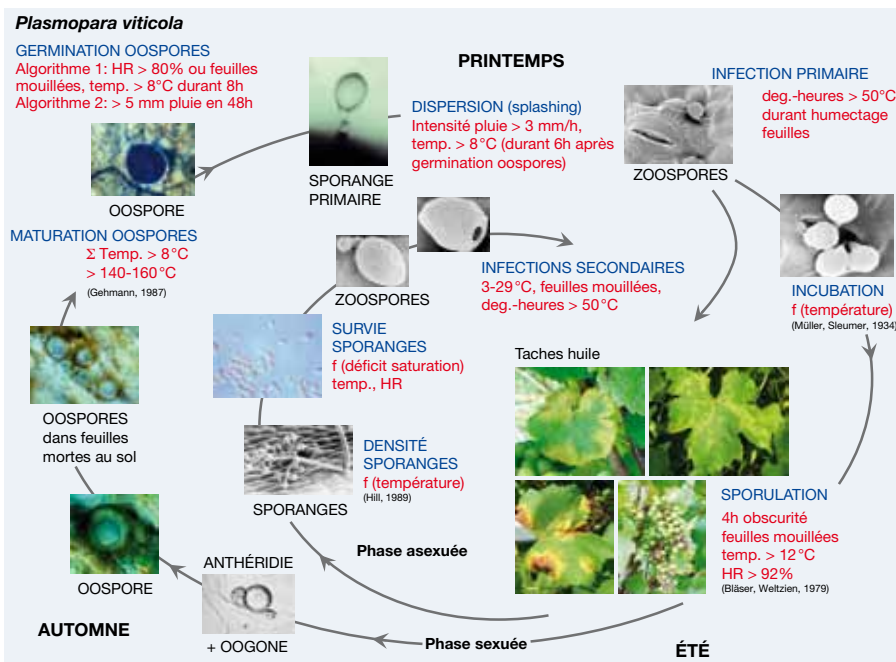 Plasmopara viticola
GERMINATION OOSPORES
Algorithme 1: HR > 80% ou feuilles
mouillées, temp. > 8°C durant 8h
Algorithme 2: > 5 mm pluie en 48h
OOSPORE
PRINTEMPS
SPORANGE
PRIMAIRE
DISPERSION (splashing)
Intensité pluie > 3 mm/h,
temp. > 8°C (durant 6h après
germination oospores)
INFECTION PRIMAIRE
deg.-heures > 50°C
durant humectage
feuilles
ZOOSPORES
MATURATION OOSPORES
Σ Temp. > 8°C
> 140-160°C
(Gehmann, 1987)
ZOOSPORES
INFECTIONS SECONDAIRES
3-29°C, feuilles mouillées,
deg.-heures > 50°C
INCUBATION
f (température)
(Müller, Sleumer, 1934)
SURVIE
SPORANGES
f (déficit saturation)
temp., HR
Taches huile
OOSPORES
dans feuilles
mortes au sol
DENSITÉ
SPORANGES
f (température)
(Hill, 1989)
SPORANGES
SPORULATION
4h obscurité
feuilles mouillées
temp. > 12°C
HR > 92%
(Bläser, Weltzien, 1979)
OOSPORE
ANTHÉRIDIE
+ OOGONE
Phase asexuée
Phase sexuée
AUTOMNE
ÉTÉ